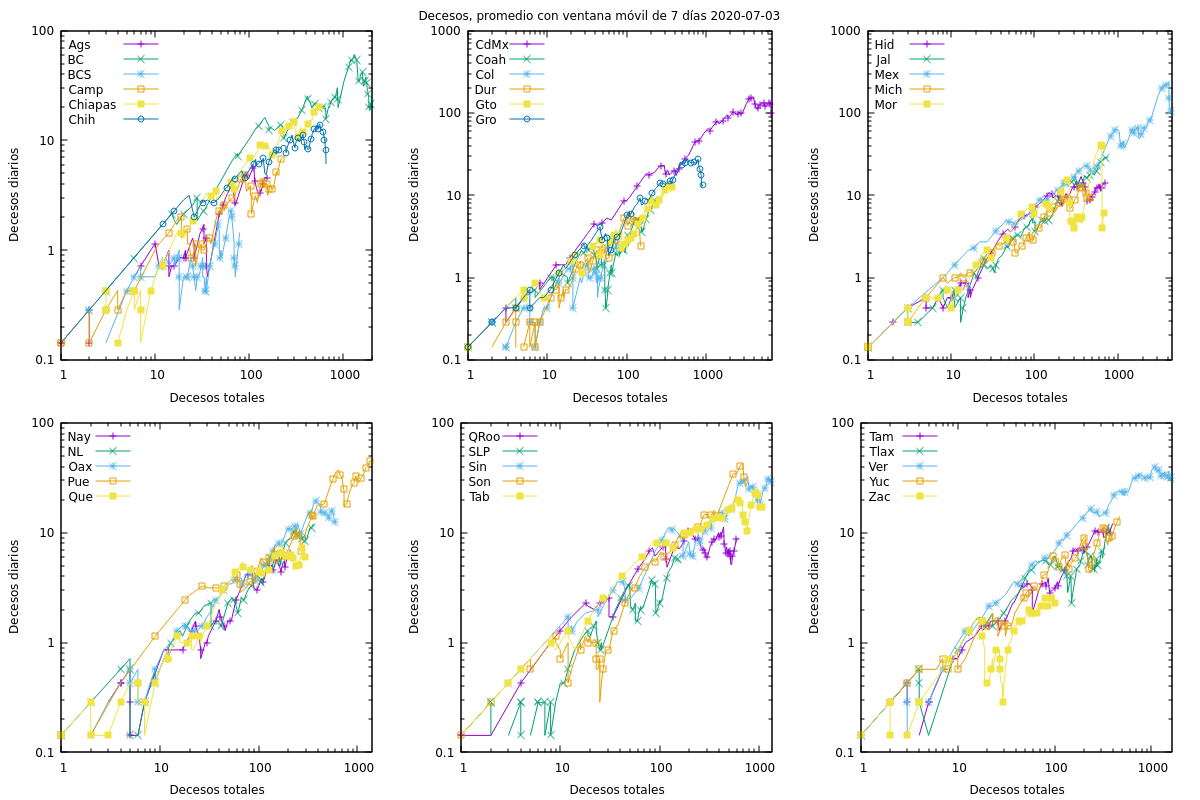 Decesos, promedio con ventana móvil de 7 días 2020-07-03
100
10
1
0.1
Decesos diarios
Ags
BC
BCS
Camp
Chiapas
Chih
1 10 100 1000
Decesos totales
1000
100
10
1
0.1
Decesos diarios
CdMx
Coah
Col
Dur
Gto
Gro
1 10 100 1000
Decesos totales
1000
100
10
1
0.1
Decesos diarios
Hid
Jal
Mex
Mich
Mor
1 10 100 1000
Decesos totales
100
10
1
0.1
Decesos diarios
Nay
NL
Oax
Pue
Que
1 10 100 1000
Decesos totales
100
10
1
0.1
Decesos diarios
QRoo
SLP
Sin
Son
Tab
1 10 100 1000
Decesos totales
100
10
1
0.1
Decesos diarios
Tam
Tlax
Ver
Yuc
Zac
1 10 100 1000
Decesos totales